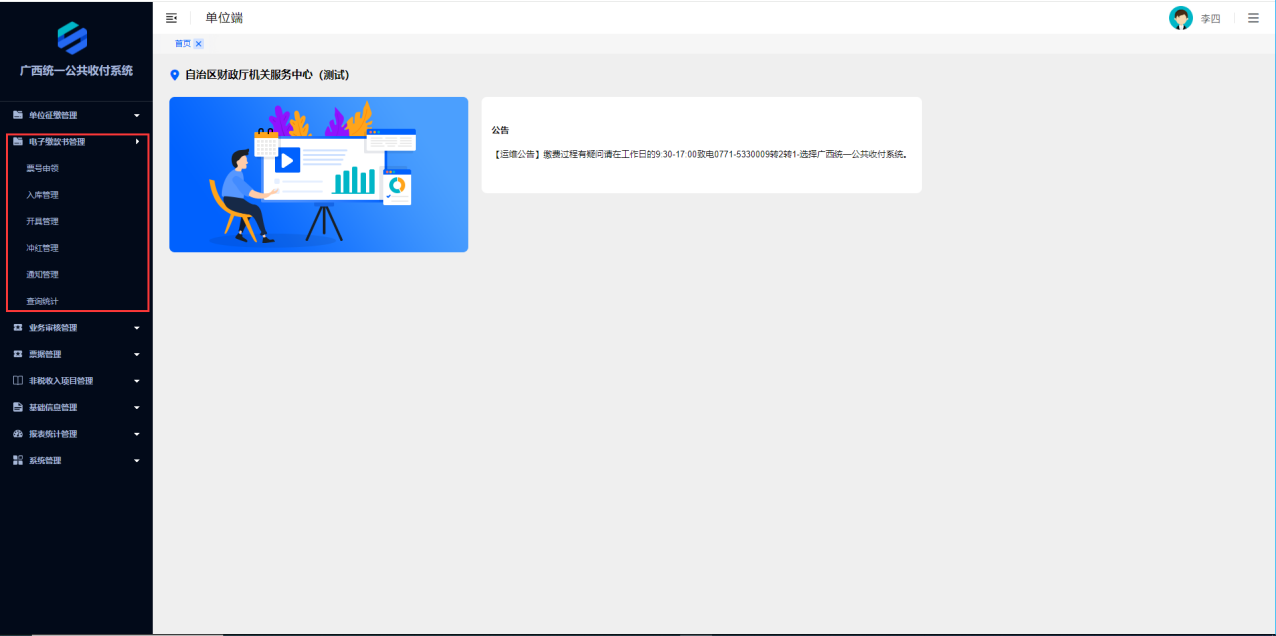 单位端
李四
广西统一公共收付系统
首页
自治区财政厅机关服务中心（测试）
公告
【运维公告】缴费过程有疑问请在工作日的9:30-17:00致电0771-5330009转2转1-选择广西统一公共收付系统。
单位征缴管理
电子缴款书管理
票号申领
入库管理
开具管理
冲红管理
通知管理
查询统计
业务审核管理
票据管理
非税收入项目管理
基础信息管理
报表统计管理
系统管理